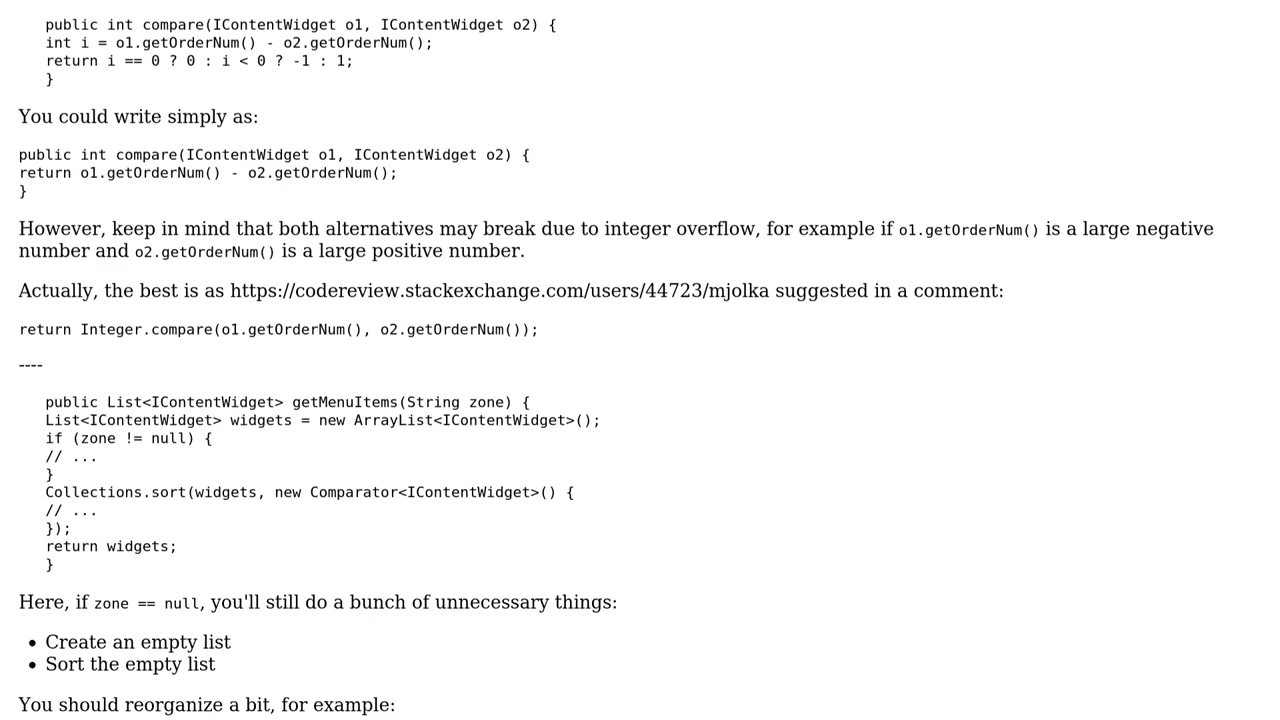 public int compare(IContentWidget o1, IContentWidget o2) {
int i = o1.getOrderNum() - o2.getOrderNum();
return i == 0 ? 0 : i < 0 ? -1 : 1;
}
You could write simply as:
public int compare(IContentWidget o1, IContentWidget o2) {
return o1.getOrderNum() - o2.getOrderNum();
}
However, keep in mind that both alternatives may break due to integer overflow, for example if o1.getOrderNum() is a large negative
number and o2.getOrderNum() is a large positive number.
Actually, the best is as https://codereview.stackexchange.com/users/44723/mjolka suggested in a comment:
return Integer.compare(o1.getOrderNum(), o2.getOrderNum());
----
public List<IContentWidget> getMenuItems(String zone) {
List<IContentWidget> widgets = new ArrayList<IContentWidget>();
if (zone != null) {
// ...
}
Collections.sort(widgets, new Comparator<IContentWidget>() {
// ...
});
return widgets;
}
Here, if zone == null, you'll still do a bunch of unnecessary things:
• Create an empty list
• Sort the empty list
You should reorganize a bit, for example: